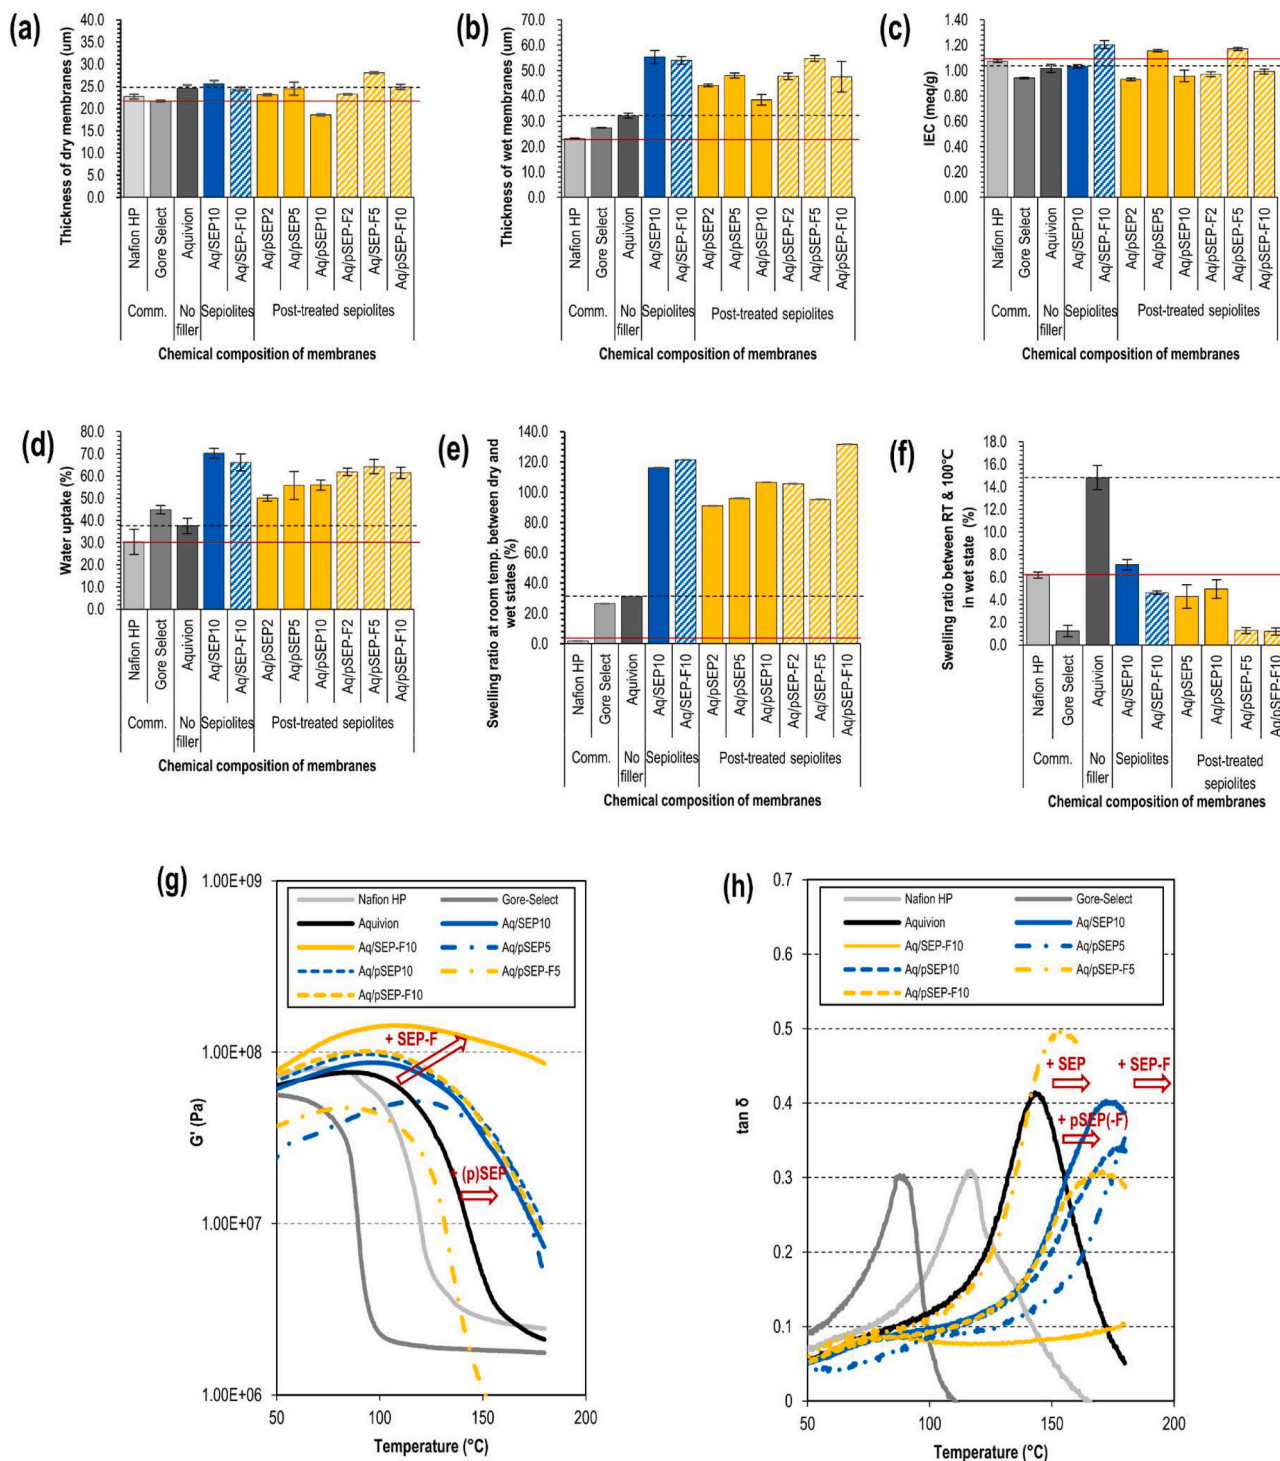 (a)
Thickness of dry membranes (um)
40.0
35.0
30.0
25.0
20.0
15.0
10.0
5.0
0.0
Nafion HP
Gore Select
Aquivion
Aq/SEP10
Aq/SEP-F10
Aq/pSEP2
Aq/pSEP5
Aq/pSEP10
Aq/pSEP-F2
Aq/pSEP-F5
Aq/pSEP-F10
Comm.
No filler
Sepiolites
Post-treated sepiolites
Chemical composition of membranes
(b)
Thickness of wet membranes (um)
70.0
60.0
50.0
40.0
30.0
20.0
10.0
0.0
Nafion HP
Gore Select
Aquivion
Aq/SEP10
Aq/SEP-F10
Aq/pSEP2
Aq/pSEP5
Aq/pSEP10
Aq/pSEP-F2
Aq/pSEP-F5
Aq/pSEP-F10
Comm.
No filler
Sepiolites
Post-treated sepiolites
Chemical composition of membranes
(c)
IEC (meq/g)
1.40
1.20
1.00
0.80
0.60
0.40
0.20
0.00
Nafion HP
Gore Select
Aquivion
Aq/SEP10
Aq/SEP-F10
Aq/pSEP2
Aq/pSEP5
Aq/pSEP10
Aq/pSEP-F2
Aq/pSEP-F5
Aq/pSEP-F10
Comm.
No filler
Sepiolites
Post-treated sepiolites
Chemical composition of membranes
(d)
Water uptake (%)
80.0
70.0
60.0
50.0
40.0
30.0
20.0
10.0
0.0
Nafion HP
Gore Select
Aquivion
Aq/SEP10
Aq/SEP-F10
Aq/pSEP2
Aq/pSEP5
Aq/pSEP10
Aq/pSEP-F2
Aq/pSEP-F5
Aq/pSEP-F10
Comm.
No filler
Sepiolites
Post-treated sepiolites
Chemical composition of membranes
(e)
Swelling ratio at room temp. between dry and
wet states (%)
140.0
120.0
100.0
80.0
60.0
40.0
20.0
0.0
Nafion HP
Gore Select
Aquivion
Aq/SEP10
Aq/SEP-F10
Aq/pSEP2
Aq/pSEP5
Aq/pSEP10
Aq/pSEP-F2
Aq/pSEP-F5
Aq/pSEP-F10
Comm.
No
filler
Sepiolites
Post-treated sepiolites
Chemical composition of membranes
(f)
Swelling ratio between RT & 100°C
in wet state (%)
18.0
16.0
14.0
12.0
10.0
8.0
6.0
4.0
2.0
0.0
Nafion HP
Gore Select
Aquivion
Aq/SEP10
Aq/SEP-F10
Aq/pSEP5
Aq/pSEP10
Aq/pSEP-F5
Aq/pSEP-F10
Comm.
No
filler
Sepiolites
Post-treated
sepiolites
Chemical composition of membranes
(g)
G' (Pa)
1.00E+09
1.00E+08
1.00E+07
1.00E+06
Nafion HP
Gore-Select
Aquivion
Aq/SEP10
Aq/SEP-F10
Aq/pSEP5
Aq/pSEP10
Aq/pSEP-F5
Aq/pSEP-F10
+ SEP-F
+ (p)SEP
50
100
150
200
Temperature (°C)
(h)
tan δ
0.7
0.6
0.5
0.4
0.3
0.2
0.1
0
Nafion HP
Gore-Select
Aquivion
Aq/SEP10
Aq/SEP-F10
Aq/pSEP5
Aq/pSEP10
Aq/pSEP-F5
Aq/pSEP-F10
+ SEP
+ SEP-F
+ pSEP(-F)
50
100
150
200
Temperature (°C)